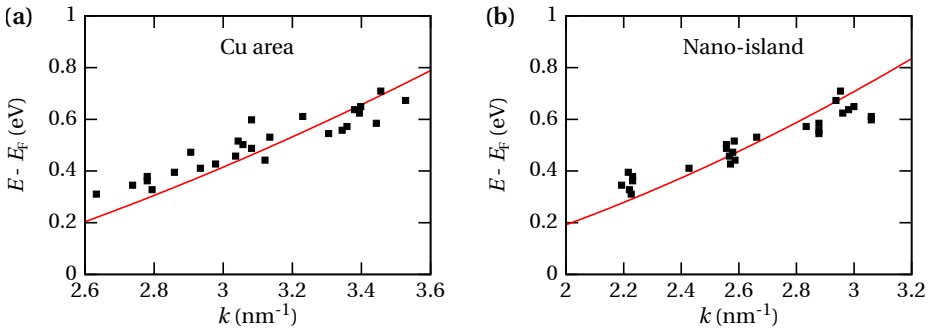 (a)
Cu area
E - E_F (eV)
1
0.8
0.6
0.4
0.2
0
2.6 2.8 3 3.2 3.4 3.6
k (nm⁻¹)
(b)
Nano-island
E - E_F (eV)
1
0.8
0.6
0.4
0.2
0
2 2.2 2.4 2.6 2.8 3 3.2
k (nm⁻¹)